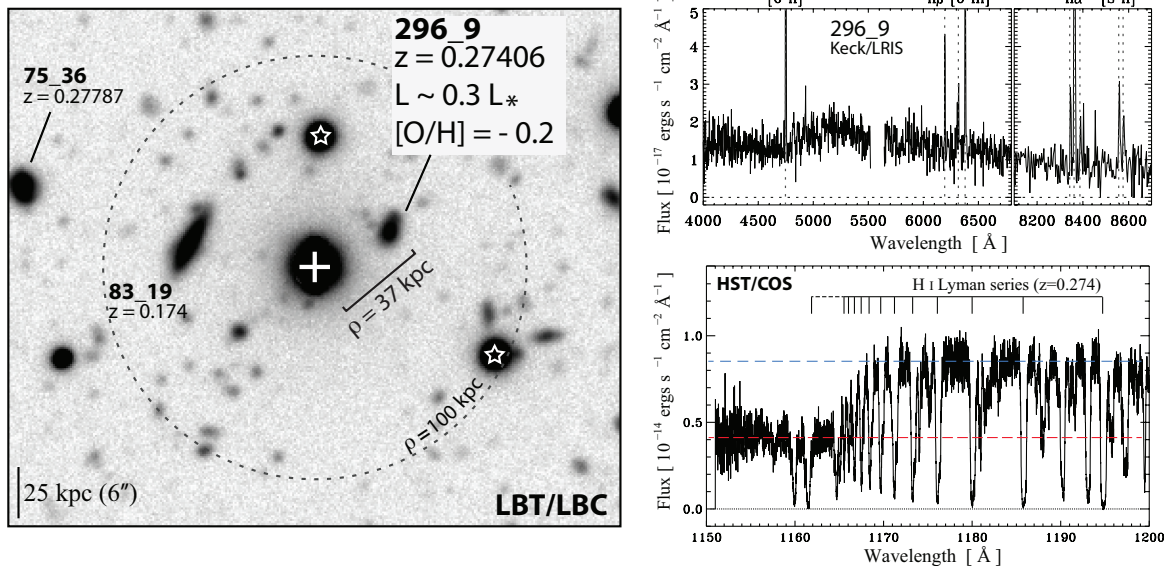 296_9
z = 0.27406
L ~ 0.3 L*
[O/H] = - 0.2
75_36
z = 0.27787
83_19
z = 0.174
ρ = 37 kpc
ρ=100 kpc
25 kpc (6″)
LBT/LBC
296_9
Keck/LRIS
Flux [ 10⁻¹⁷ ergs s⁻¹ cm⁻² Å⁻¹ ]
5
4
3
2
1
0
4000 4500 5000 5500 6000 6500 8200 8400 8600
Wavelength [ Å ]
HST/COS
H I Lyman series (z=0.274)
Flux [ 10⁻¹⁴ ergs s⁻¹ cm⁻² Å⁻¹ ]
1.0
0.5
0.0
1150 1160 1170 1180 1190 1200
Wavelength [ Å ]